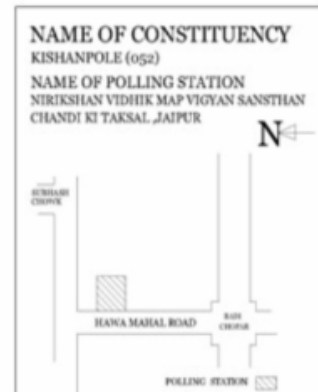 NAME OF CONSTITUENCY
KISHANPOLE (052)
NAME OF POLLING STATION
NIRIKSHAN VIDHIK MAP VIGYAN SANSTHAN
CHANDI KI TAKSAL ,JAIPUR
N
SUBHASH
CHOWK
HAWA MAHAL ROAD
BADI
CHOPAR
POLLING STATION